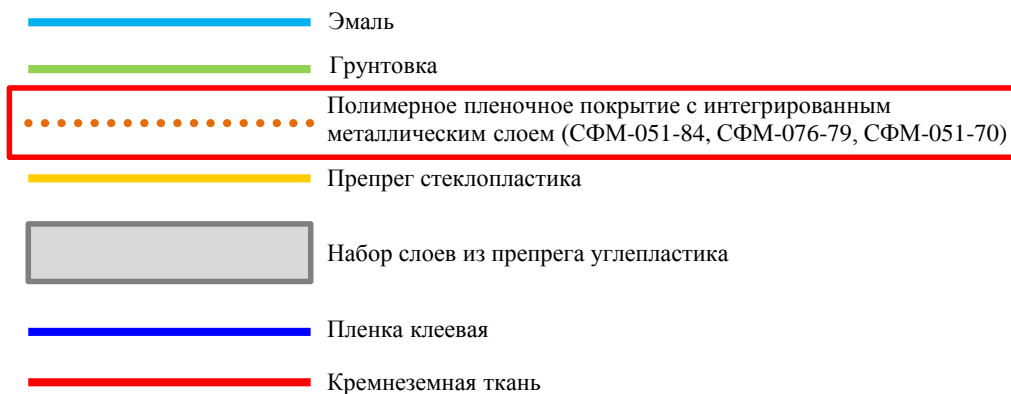 Эмаль
Грунтовка
Полимерное пленочное покрытие с интегрированным
металлическим слоем (СФМ-051-84, СФМ-076-79, СФМ-051-70)
Препрег стеклопластика
Набор слоев из препрега углепластика
Пленка клеевая
Кремнеземная ткань